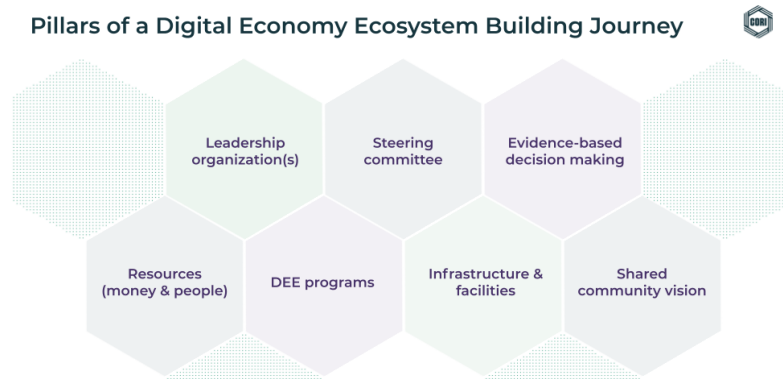 Pillars of a Digital Economy Ecosystem Building Journey
CORI
Leadership
organization(s)
Steering
committee
Evidence-based
decision making
Resources
(money & people)
DEE programs
Infrastructure &
facilities
Shared
community vision